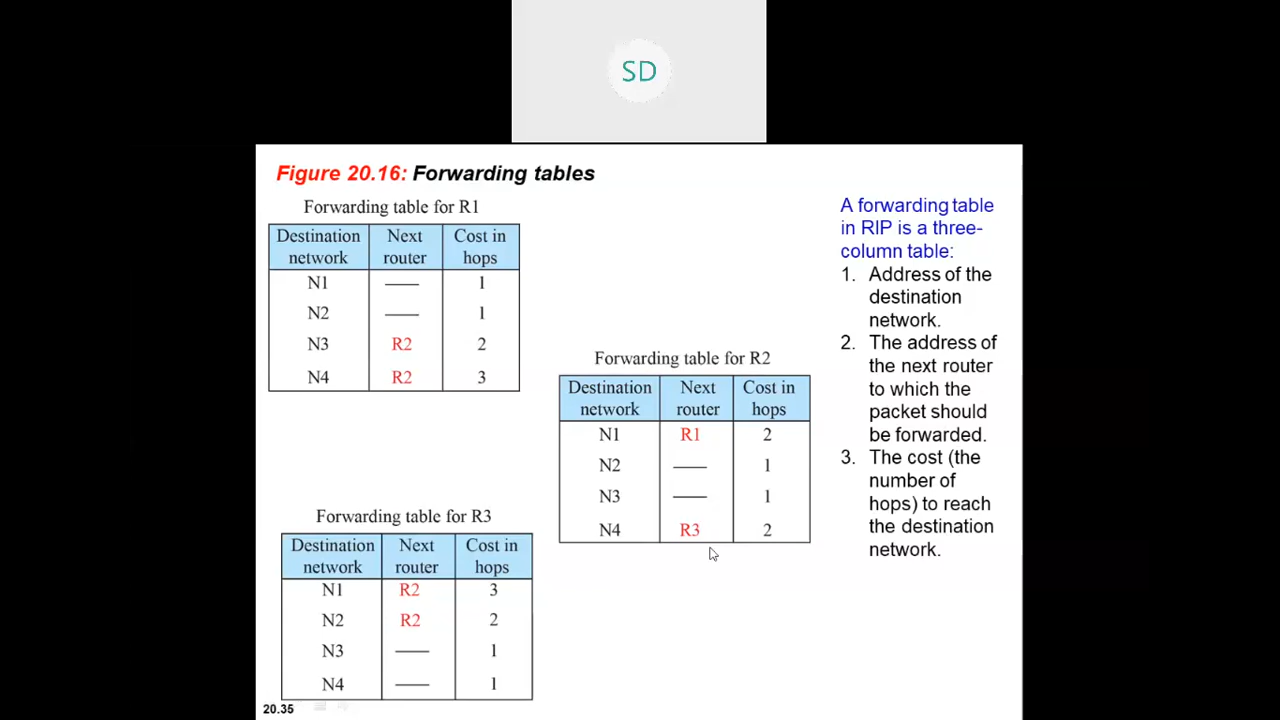 SD
Figure 20.16: Forwarding tables
Forwarding table for R1
Destination network | Next router | Cost in hops
N1 | —— | 1
N2 | —— | 1
N3 | R2 | 2
N4 | R2 | 3
Forwarding table for R2
Destination network | Next router | Cost in hops
N1 | R1 | 2
N2 | —— | 1
N3 | —— | 1
N4 | R3 | 2
Forwarding table for R3
Destination network | Next router | Cost in hops
N1 | R2 | 3
N2 | R2 | 2
N3 | —— | 1
N4 | —— | 1
A forwarding table
in RIP is a three-
column table:
1. Address of the
destination
network.
2. The address of
the next router
to which the
packet should
be forwarded.
3. The cost (the
number of
hops) to reach
the destination
network.
20.35